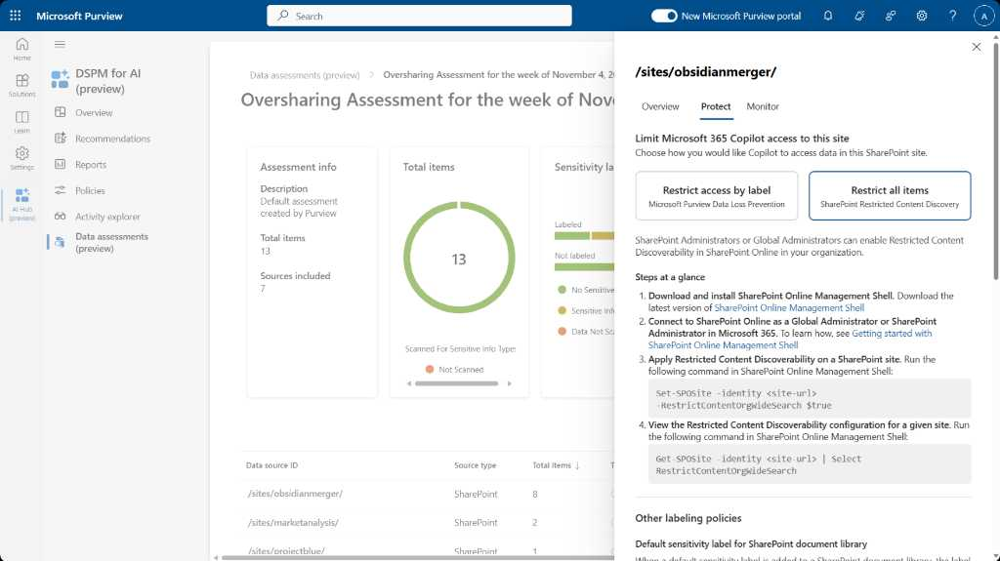 Microsoft Purview
Search
New Microsoft Purview portal
A
Home
Solutions
Learn
Settings
AI Hub
(preview)
DSPM for AI
(preview)
Overview
Recommendations
Reports
Policies
Activity explorer
Data assessments
(preview)
Data assessments (preview)
Oversharing Assessment for the week of November 4, 20
Oversharing Assessment for the week of Nov
Assessment info
Description
Default assessment
created by Purview
Total items
13
Sources included
7
Total items
13
Scanned For Sensitive Info Type:
Not Scanned
Sensitivity la
Labeled
Not labeled
No Sensitive
Sensitive Inf
Data Not Sc
Data source ID
Source type
Total Items ↓
/sites/obsidianmerger/
SharePoint
8
/sites/marketanalysis/
SharePoint
2
/sites/projectblue/
SharePoint
1
/sites/obsidianmerger/
Overview
Protect
Monitor
Limit Microsoft 365 Copilot access to this site
Choose how you would like Copilot to access data in this SharePoint site.
Restrict access by label
Microsoft Purview Data Loss Prevention
Restrict all items
SharePoint Restricted Content Discovery
SharePoint Administrators or Global Administrators can enable Restricted Content
Discoverability in SharePoint Online in your organization.
Steps at a glance
1. Download and install SharePoint Online Management Shell. Download the
latest version of SharePoint Online Management Shell
2. Connect to SharePoint Online as a Global Administrator or SharePoint
Administrator in Microsoft 365. To learn how, see Getting started with
SharePoint Online Management Shell
3. Apply Restricted Content Discoverability on a SharePoint site. Run the
following command in SharePoint Online Management Shell:
Set-SPOSite -identity <site-url>
-RestrictContentOrgWideSearch $true
4. View the Restricted Content Discoverability configuration for a given site. Run
the following command in SharePoint Online Management Shell:
Get-SPOSite -identity <site-url> | Select
RestrictContentOrgWideSearch
Other labeling policies
Default sensitivity label for SharePoint document library
When a default sensitivity label is added to a SharePoint document library, the label